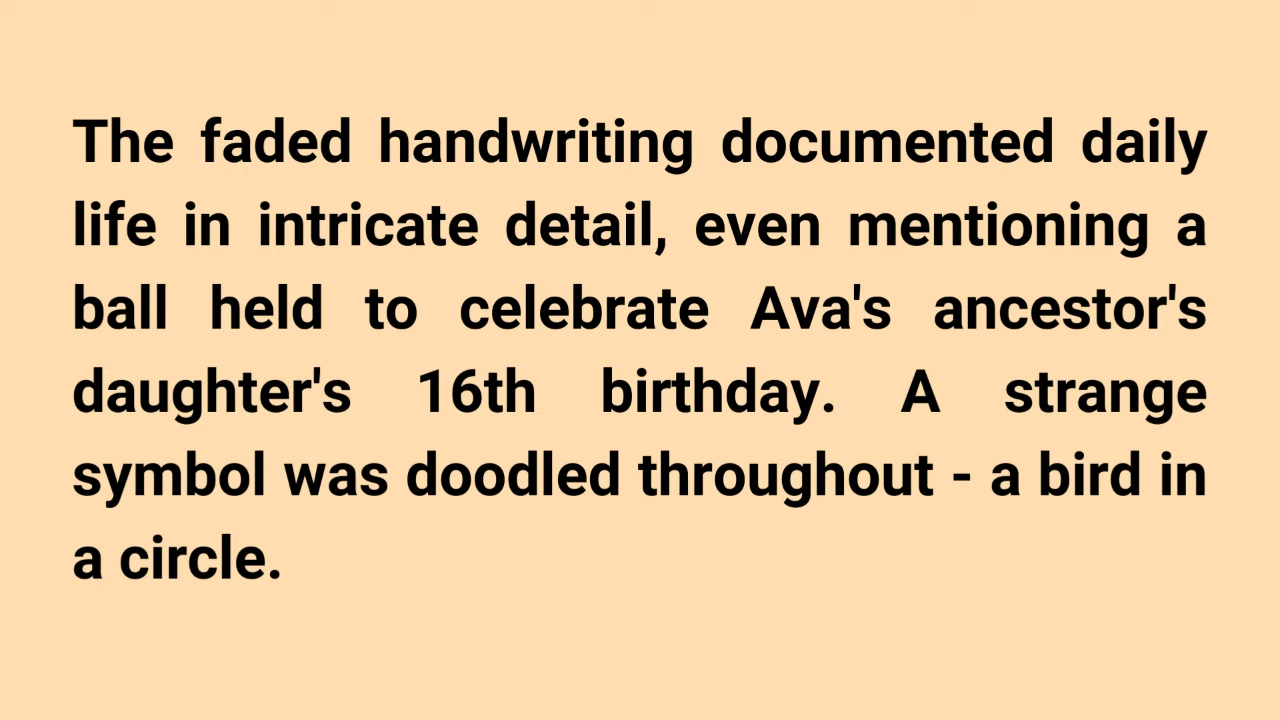 The faded handwriting documented daily
life in intricate detail, even mentioning a
ball held to celebrate Ava's ancestor's
daughter's 16th birthday. A strange
symbol was doodled throughout - a bird in
a circle.